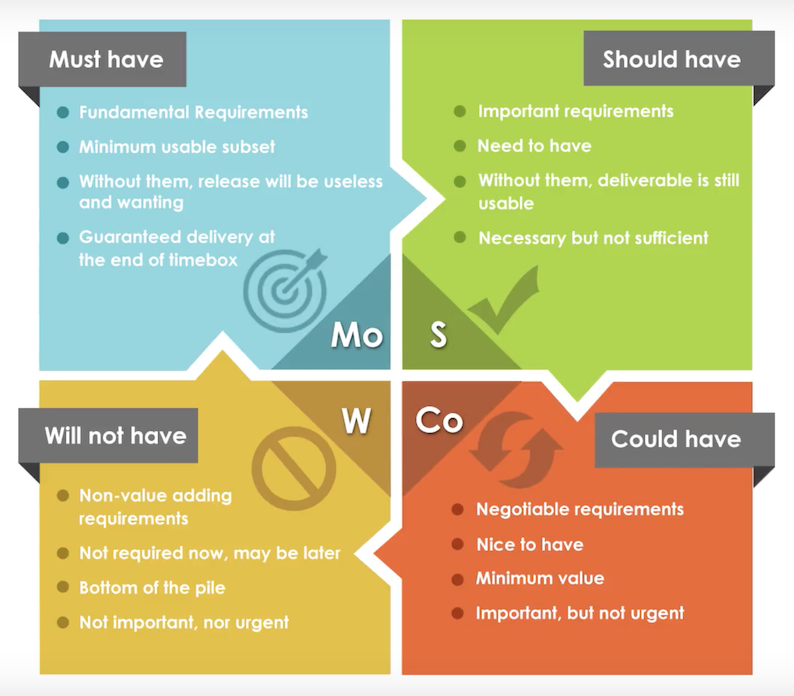 Must have
Fundamental Requirements
Minimum usable subset
Without them, release will be useless
and wanting
Guaranteed delivery at
the end of timebox
Mo
Should have
Important requirements
Need to have
Without them, deliverable is still
usable
Necessary but not sufficient
S
Will not have
W
Non-value adding
requirements
Not required now, may be later
Bottom of the pile
Not important, nor urgent
Co
Could have
Negotiable requirements
Nice to have
Minimum value
Important, but not urgent